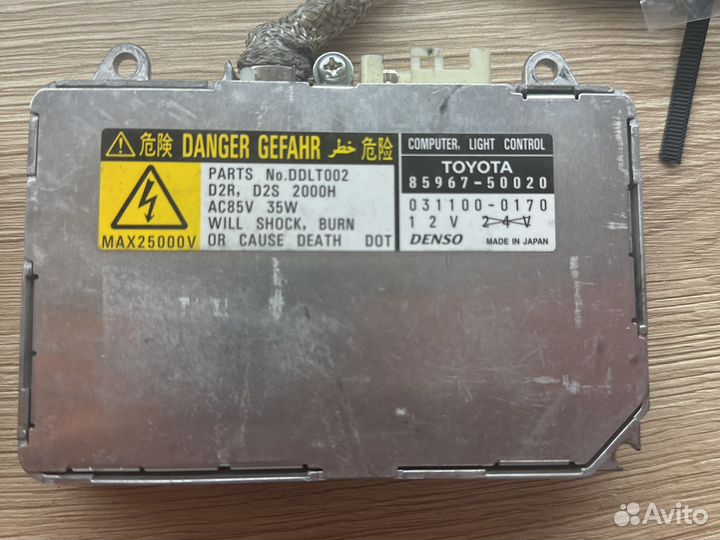 危険 DANGER GEFAHR خطر 危险
PARTS No.DDLT002
D2R, D2S 2000H
AC85V 35W
WILL SHOCK, BURN
OR CAUSE DEATH DOT
MAX25000V
COMPUTER, LIGHT CONTROL
TOYOTA
85967-50020
031100-0170
12V 24V
DENSO MADE IN JAPAN
Avito